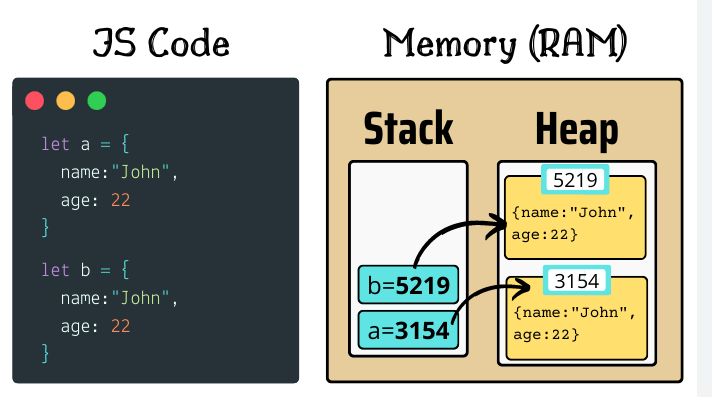 JS Code
let a = {
name:"John",
age: 22
}
let b = {
name:"John",
age: 22
}
Memory (RAM)
Stack
b=5219
a=3154
Heap
5219
{name:"John",
age:22}
3154
{name:"John",
age:22}